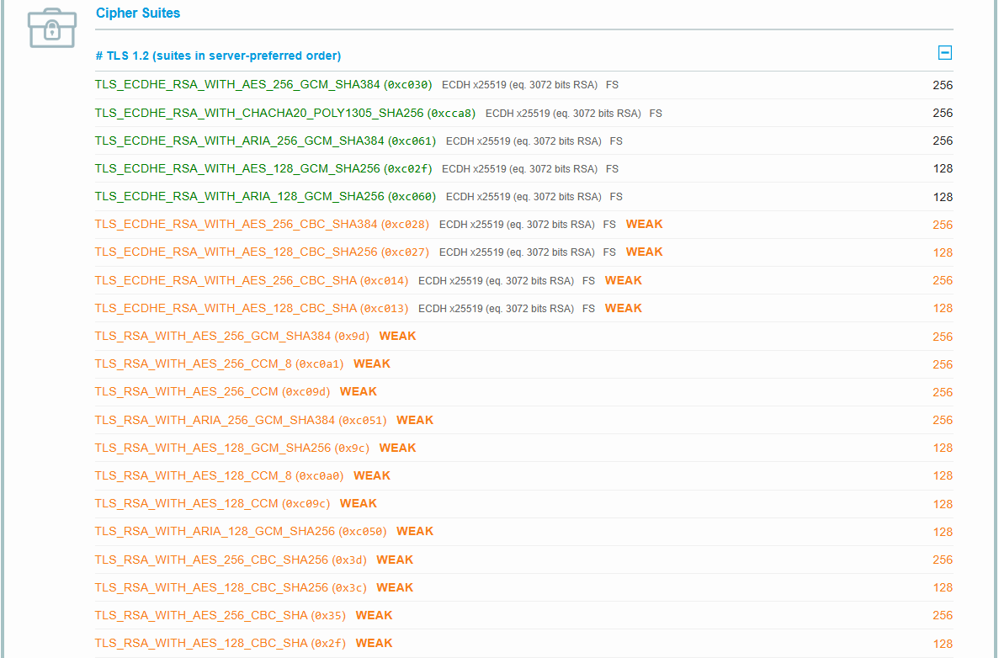 Cipher Suites
# TLS 1.2 (suites in server-preferred order)
TLS_ECDHE_RSA_WITH_AES_256_GCM_SHA384 (0xc030) ECDH x25519 (eq. 3072 bits RSA) FS 256
TLS_ECDHE_RSA_WITH_CHACHA20_POLY1305_SHA256 (0xcca8) ECDH x25519 (eq. 3072 bits RSA) FS 256
TLS_ECDHE_RSA_WITH_ARIA_256_GCM_SHA384 (0xc061) ECDH x25519 (eq. 3072 bits RSA) FS 256
TLS_ECDHE_RSA_WITH_AES_128_GCM_SHA256 (0xc02f) ECDH x25519 (eq. 3072 bits RSA) FS 128
TLS_ECDHE_RSA_WITH_ARIA_128_GCM_SHA256 (0xc060) ECDH x25519 (eq. 3072 bits RSA) FS 128
TLS_ECDHE_RSA_WITH_AES_256_CBC_SHA384 (0xc028) ECDH x25519 (eq. 3072 bits RSA) FS WEAK 256
TLS_ECDHE_RSA_WITH_AES_128_CBC_SHA256 (0xc027) ECDH x25519 (eq. 3072 bits RSA) FS WEAK 128
TLS_ECDHE_RSA_WITH_AES_256_CBC_SHA (0xc014) ECDH x25519 (eq. 3072 bits RSA) FS WEAK 256
TLS_ECDHE_RSA_WITH_AES_128_CBC_SHA (0xc013) ECDH x25519 (eq. 3072 bits RSA) FS WEAK 128
TLS_RSA_WITH_AES_256_GCM_SHA384 (0x9d) WEAK 256
TLS_RSA_WITH_AES_256_CCM_8 (0xc0a1) WEAK 256
TLS_RSA_WITH_AES_256_CCM (0xc09d) WEAK 256
TLS_RSA_WITH_ARIA_256_GCM_SHA384 (0xc051) WEAK 256
TLS_RSA_WITH_AES_128_GCM_SHA256 (0x9c) WEAK 128
TLS_RSA_WITH_AES_128_CCM_8 (0xc0a0) WEAK 128
TLS_RSA_WITH_AES_128_CCM (0xc09c) WEAK 128
TLS_RSA_WITH_ARIA_128_GCM_SHA256 (0xc050) WEAK 128
TLS_RSA_WITH_AES_256_CBC_SHA256 (0x3d) WEAK 256
TLS_RSA_WITH_AES_128_CBC_SHA256 (0x3c) WEAK 128
TLS_RSA_WITH_AES_256_CBC_SHA (0x35) WEAK 256
TLS_RSA_WITH_AES_128_CBC_SHA (0x2f) WEAK 128